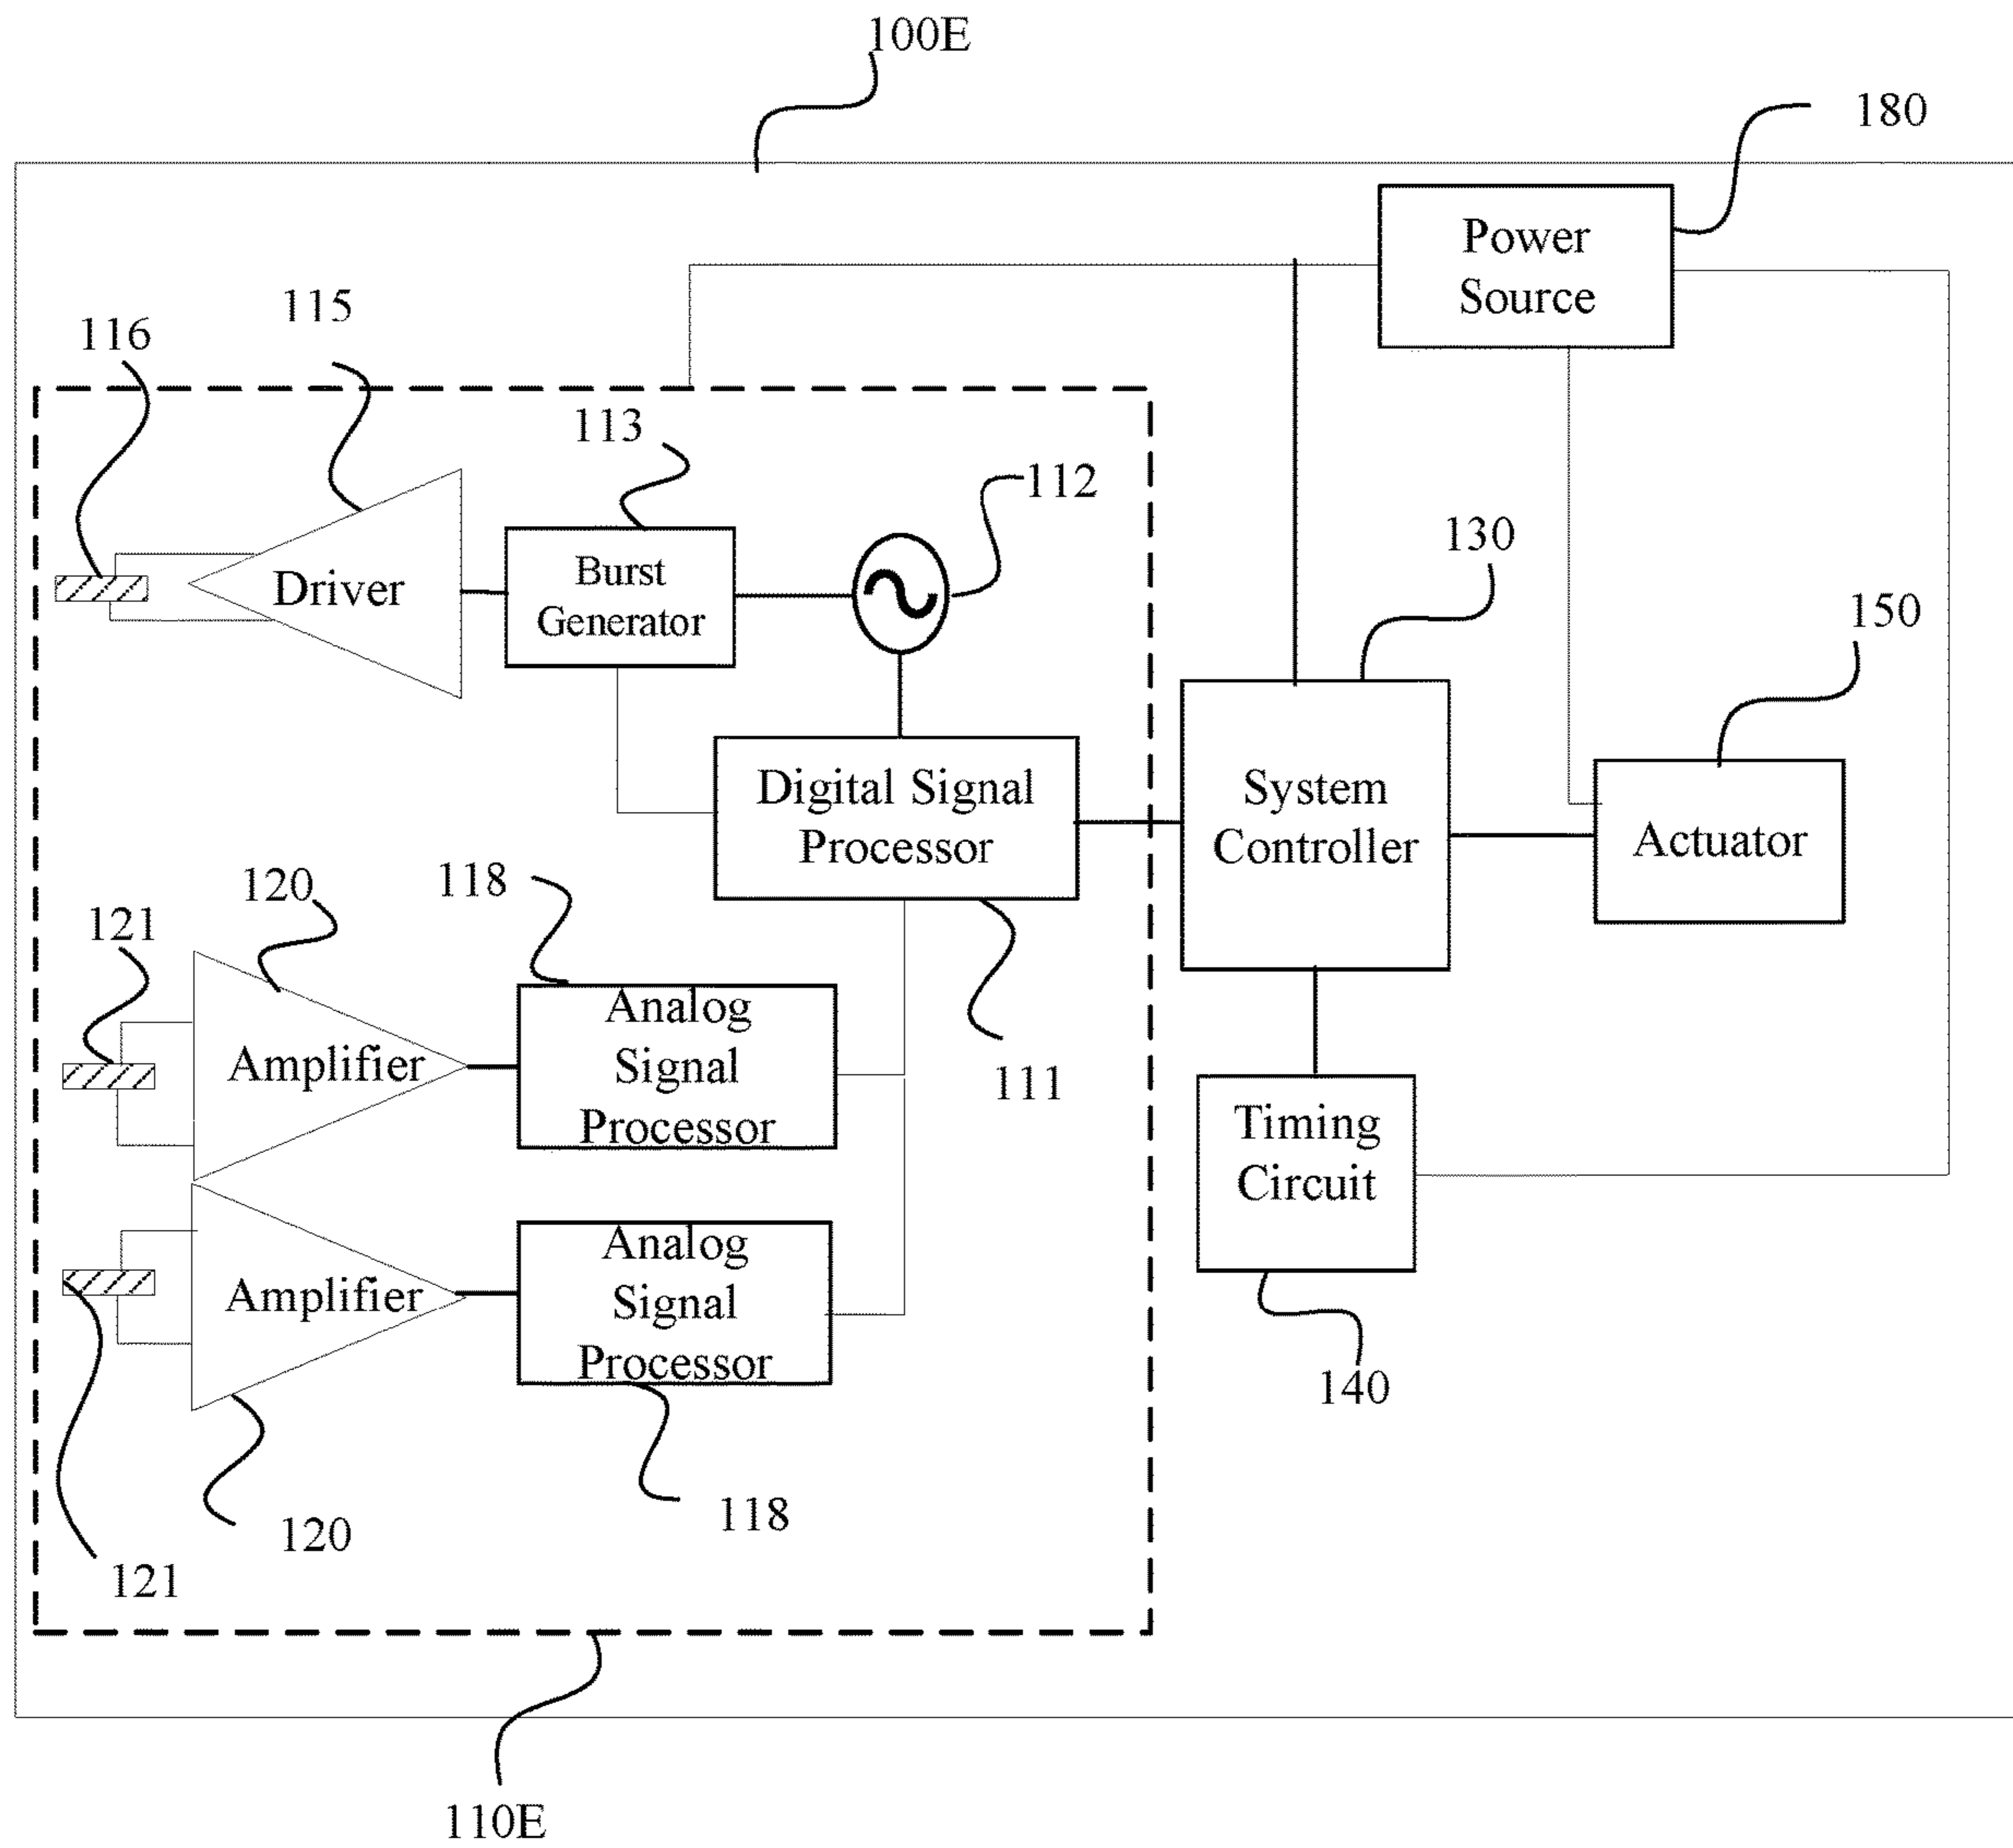 100E
180
Power
Source
115
116
113
112
130
Burst
Generator
Driver
150
Digital Signal
Processor
System
Controller
Actuator
120
118
121
Analog
Signal
Processor
Amplifier
111
Timing
Circuit
Analog
Signal
Processor
Amplifier
140
118
120
121
110E